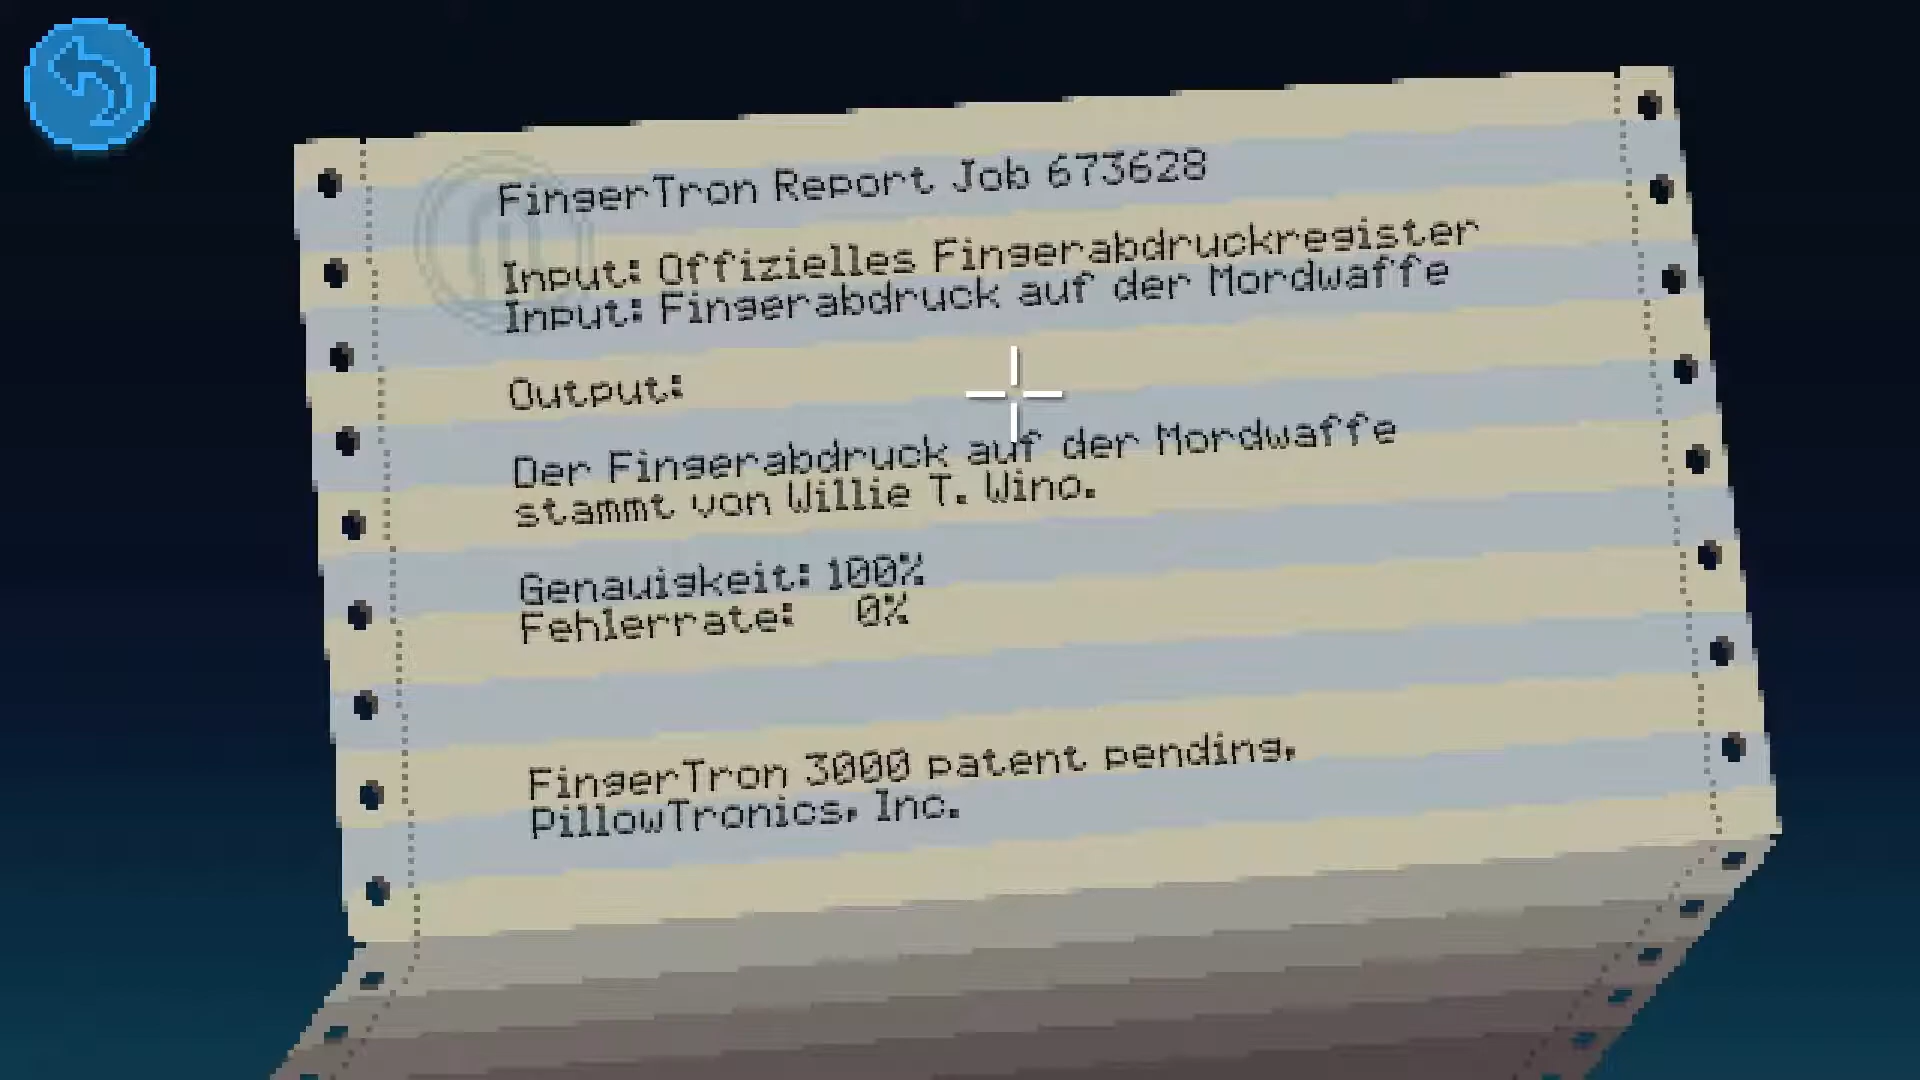 FingerTron Report Job 673628
Input: Offizielles Fingerabdruckregister
Input: Fingerabdruck auf der Mordwaffe
Output:
Der Fingerabdruck auf der Mordwaffe
stammt von Willie T. Wino.
Genauigkeit: 100%
Fehlerrate: 0%
FingerTron 3000 patent pending,
PillowTronics, Inc.